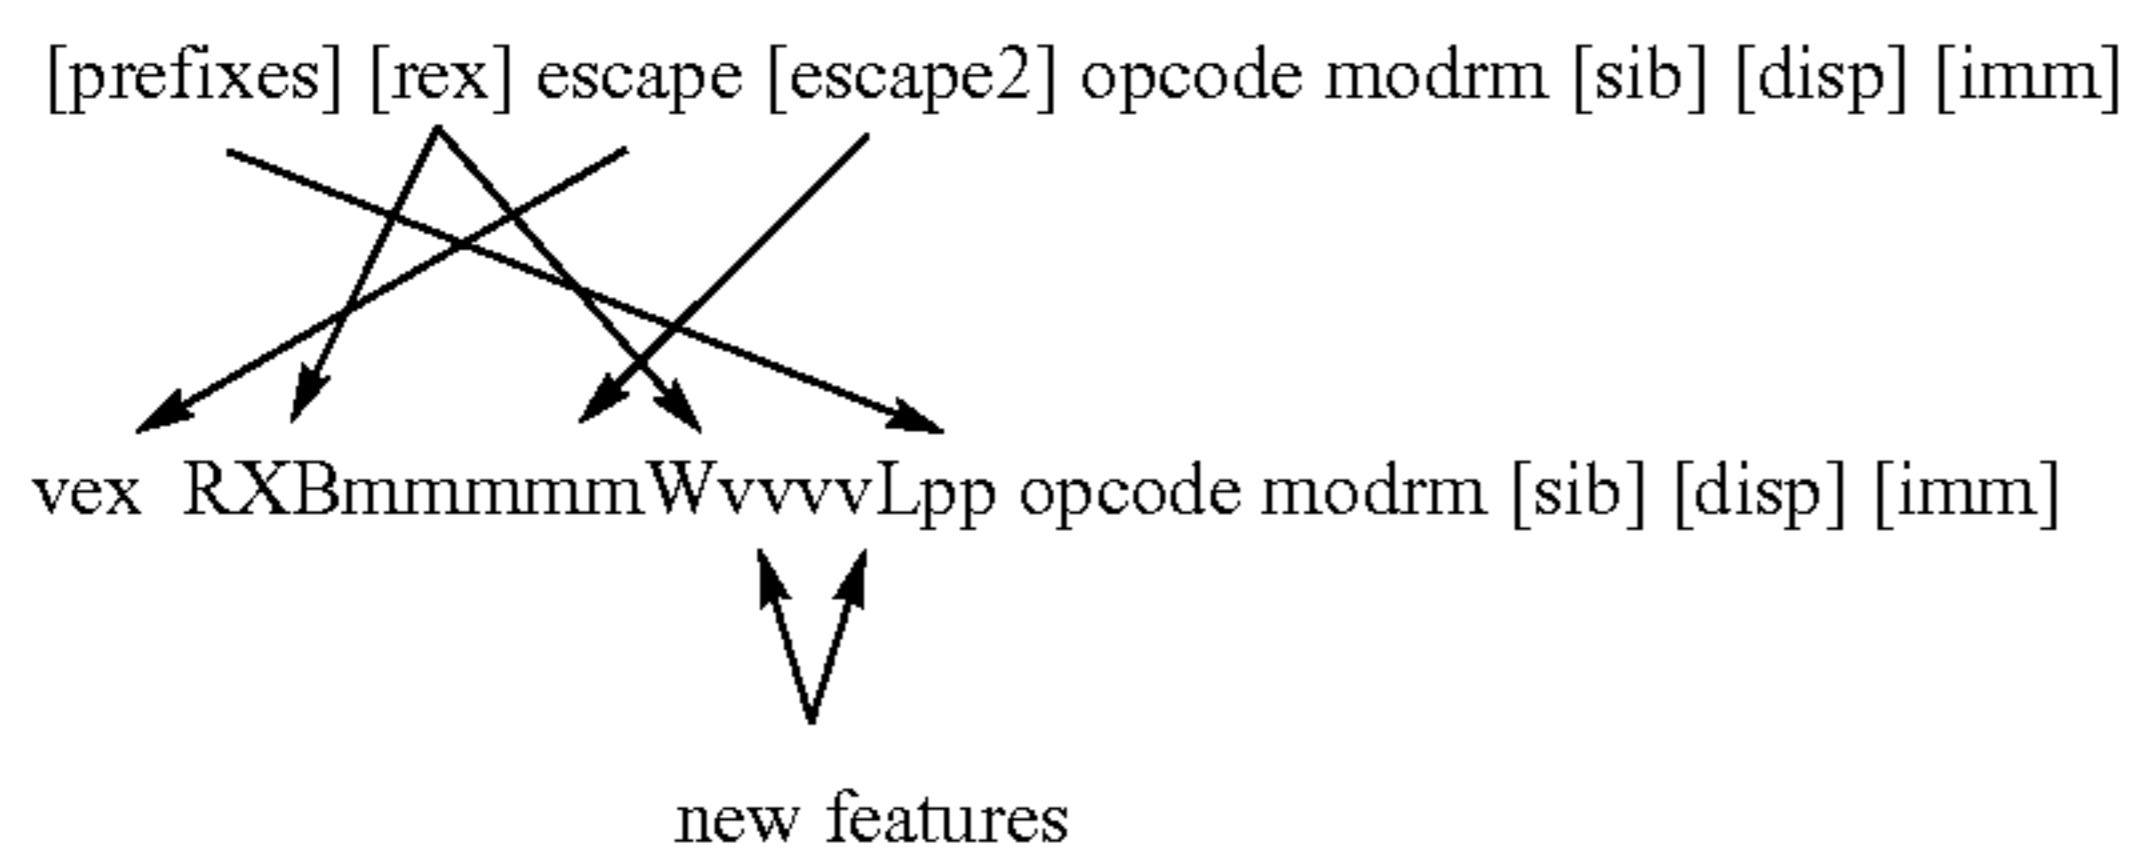 [prefixes] [rex] escape [escape2] opcode modrm [sib] [disp] [imm]
vex RXBmmmmmWvvvvLpp opcode modrm [sib] [disp] [imm]
new features